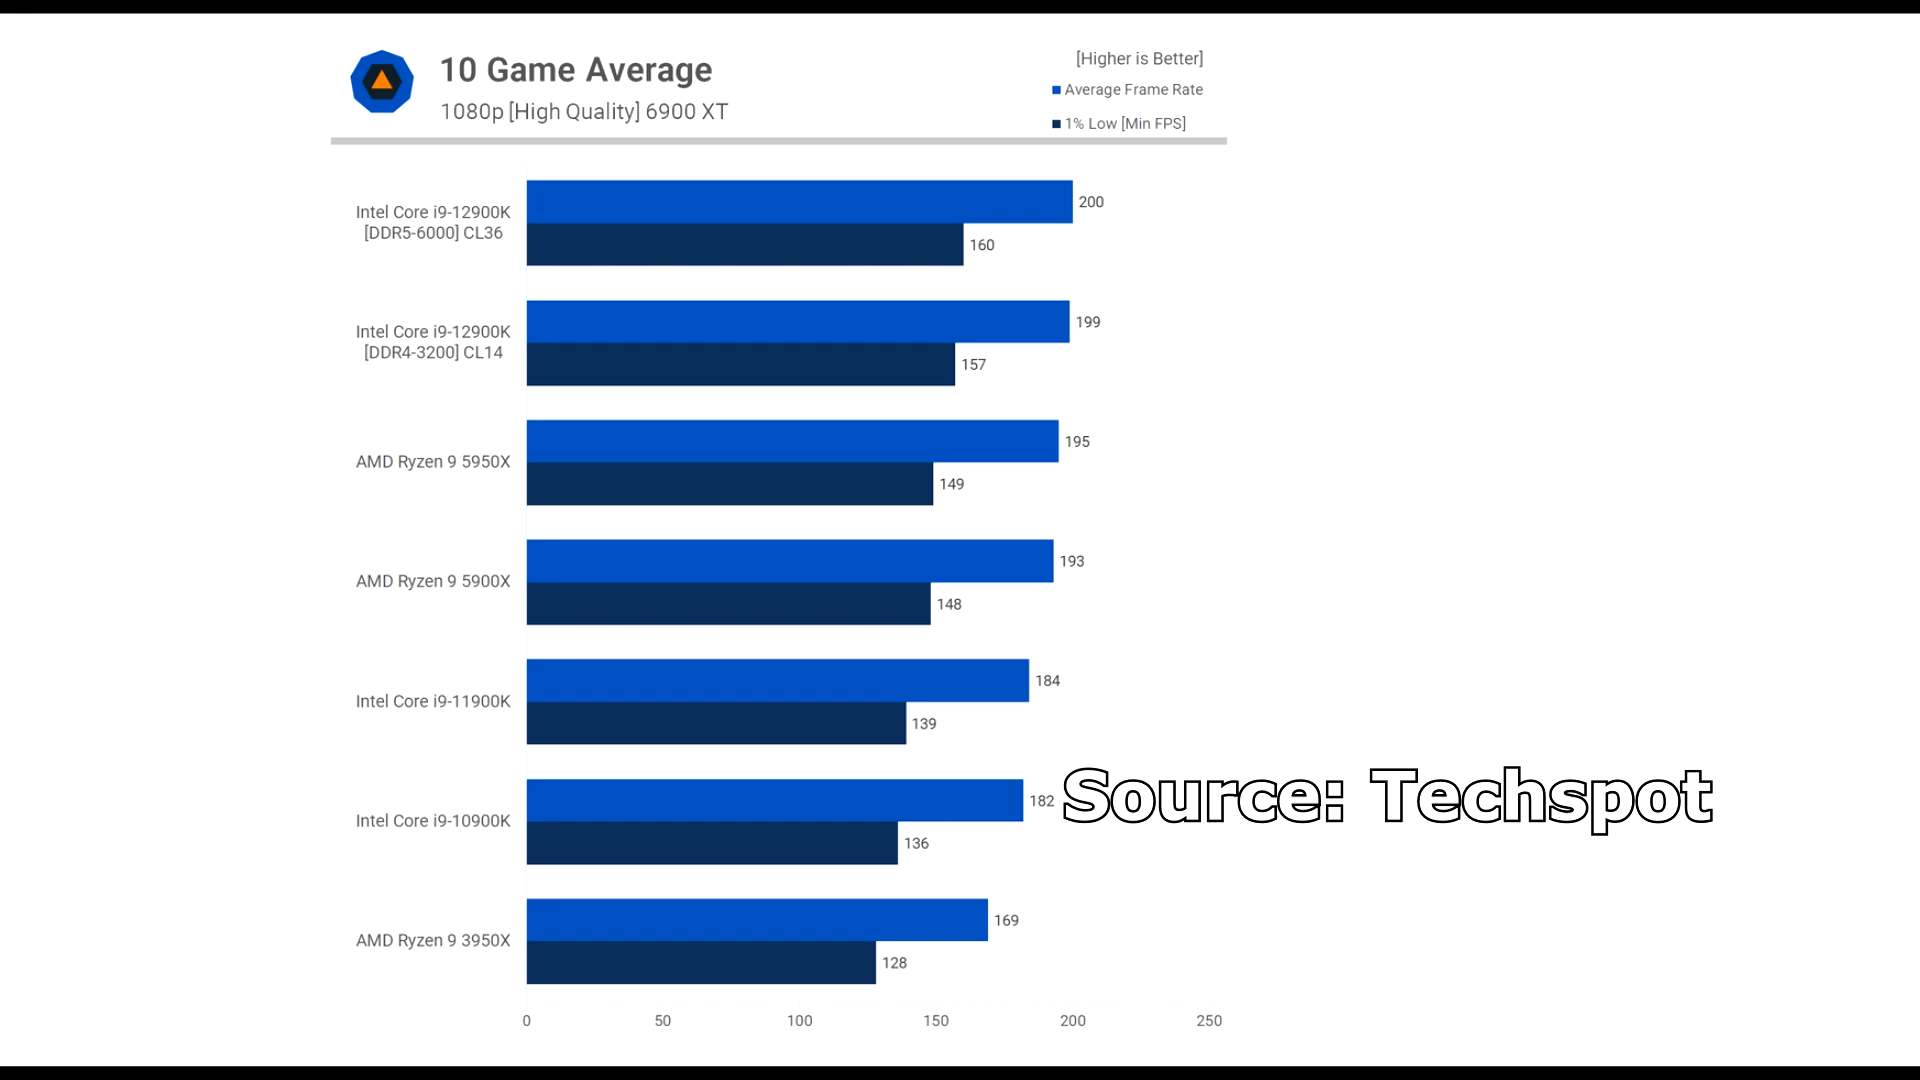 10 Game Average
1080p [High Quality] 6900 XT
[Higher is Better]
Average Frame Rate
1% Low [Min FPS]
Intel Core i9-12900K
[DDR5-6000] CL36
200
160
Intel Core i9-12900K
[DDR4-3200] CL14
199
157
AMD Ryzen 9 5950X
195
149
AMD Ryzen 9 5900X
193
148
Intel Core i9-11900K
184
139
Intel Core i9-10900K
182
136
Source: Techspot
AMD Ryzen 9 3950X
169
128
0 50 100 150 200 250